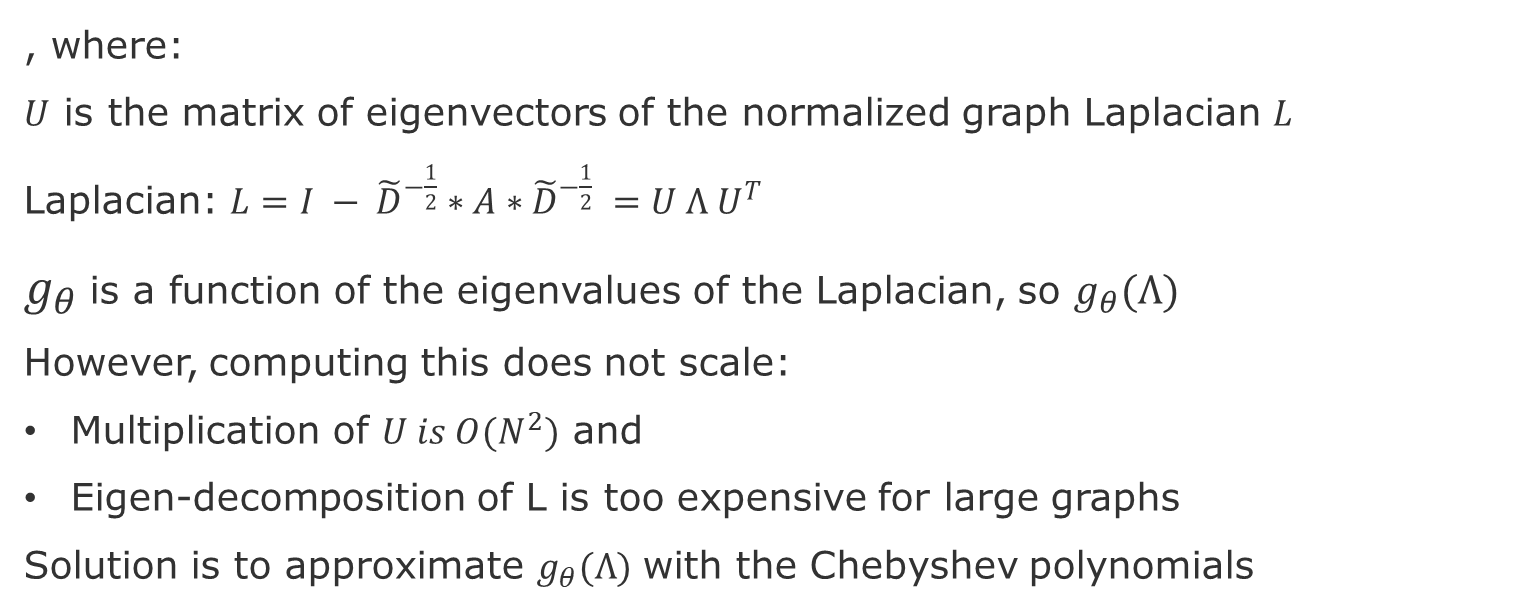 , where:
𝑈 is the matrix of eigenvectors of the normalized graph Laplacian 𝐿
Laplacian: 𝐿 = 𝐼 − D̃^(−1/2) ∗ 𝐴 ∗ D̃^(−1/2) = 𝑈 Λ 𝑈^𝑇
𝑔_𝜃 is a function of the eigenvalues of the Laplacian, so 𝑔_𝜃(Λ)
However, computing this does not scale:
• Multiplication of 𝑈 𝑖𝑠 𝑂(𝑁²) and
• Eigen-decomposition of L is too expensive for large graphs
Solution is to approximate 𝑔_𝜃(Λ) with the Chebyshev polynomials